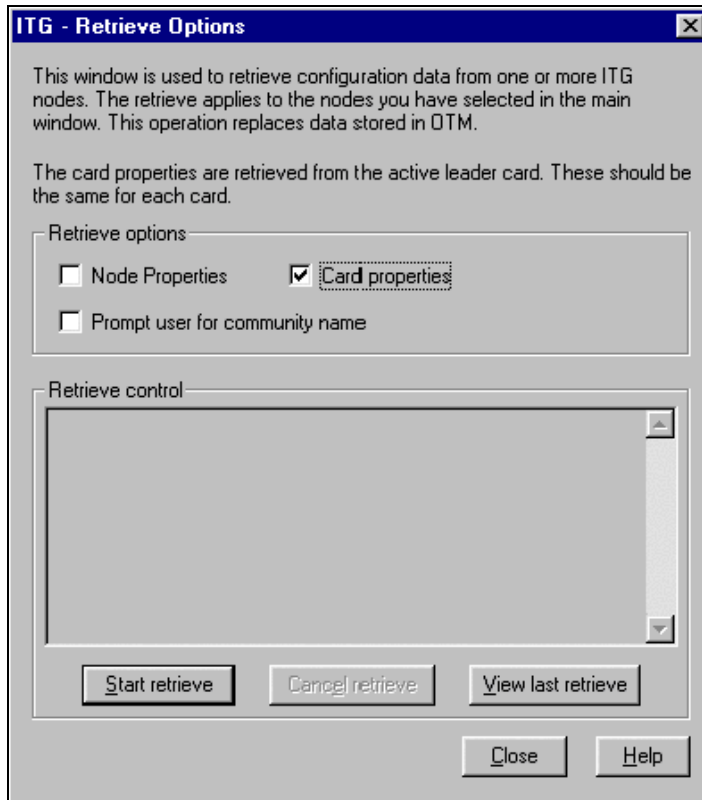 ITG - Retrieve Options
This window is used to retrieve configuration data from one or more ITG
nodes. The retrieve applies to the nodes you have selected in the main
window. This operation replaces data stored in OTM.
The card properties are retrieved from the active leader card. These should be
the same for each card.
Retrieve options
Node Properties Card properties
Prompt user for community name
Retrieve control
Start retrieve Cancel retrieve View last retrieve
Close Help